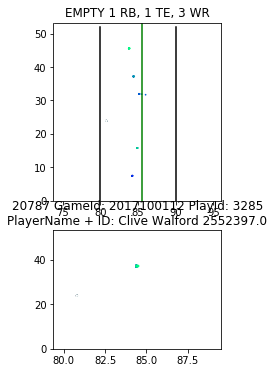 EMPTY 1 RB, 1 TE, 3 WR
50
40
30
20
10
0
75 80 85 90 95
20787 GameId: 2017100112 PlayId: 3285
PlayerName + ID: Clive Walford 2552397.0
40
20
0
80.0 82.5 85.0 87.5